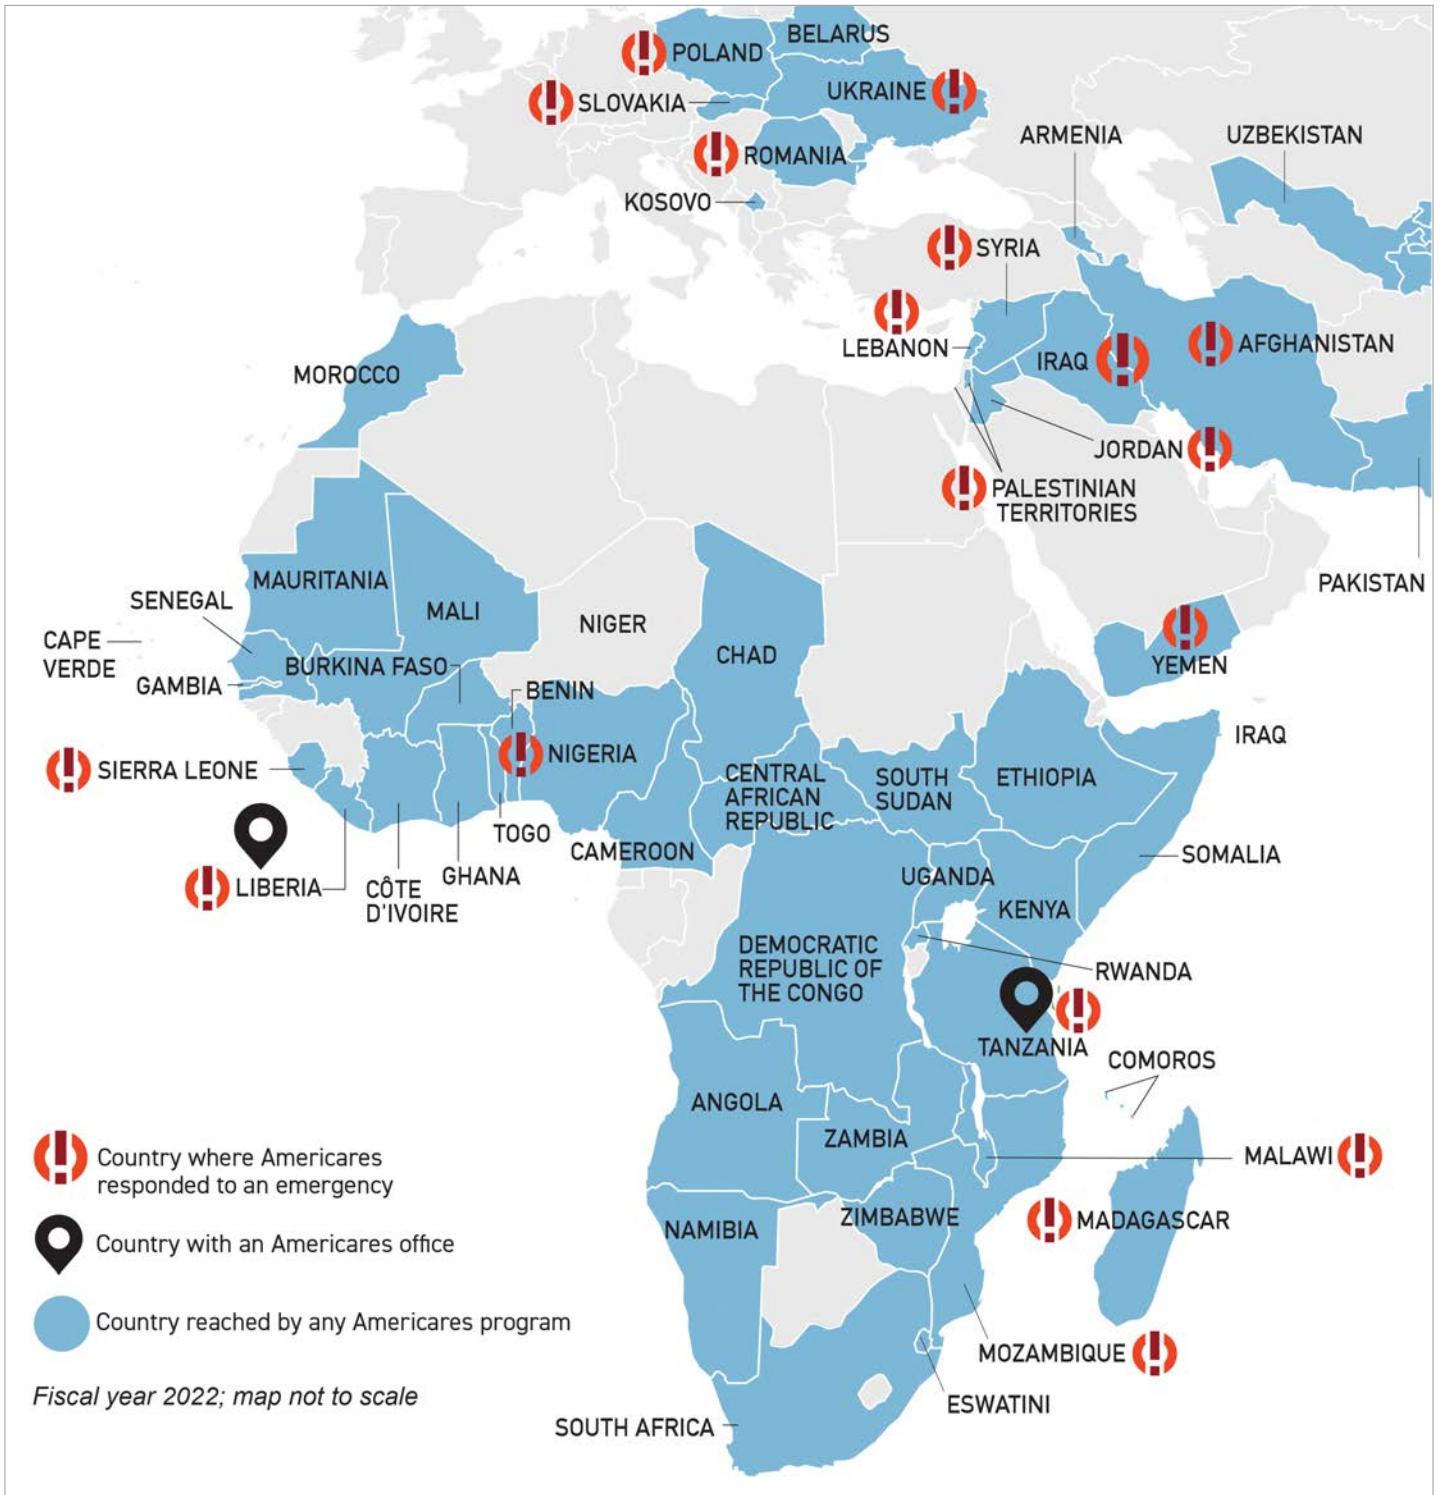 BELARUS
POLAND
UKRAINE
SLOVAKIA
ARMENIA
UZBEKISTAN
ROMANIA
KOSOVO
SYRIA
LEBANON
IRAQ
AFGHANISTAN
MOROCCO
JORDAN
PALESTINIAN
TERRITORIES
MAURITANIA
PAKISTAN
SENEGAL
MALI
NIGER
CAPE
VERDE
CHAD
BURKINA FASO
YEMEN
GAMBIA
BENIN
IRAQ
NIGERIA
SIERRA LEONE
CENTRAL
AFRICAN
REPUBLIC
SOUTH
SUDAN
ETHIOPIA
TOGO
CAMEROON
SOMALIA
LIBERIA
CÔTE
D'IVOIRE
GHANA
UGANDA
KENYA
DEMOCRATIC
REPUBLIC OF
THE CONGO
RWANDA
TANZANIA
COMOROS
ANGOLA
ZAMBIA
MALAWI
ZIMBABWE
MADAGASCAR
NAMIBIA
MOZAMBIQUE
ESWATINI
SOUTH AFRICA
Country where Americares
responded to an emergency
Country with an Americares office
Country reached by any Americares program
Fiscal year 2022; map not to scale